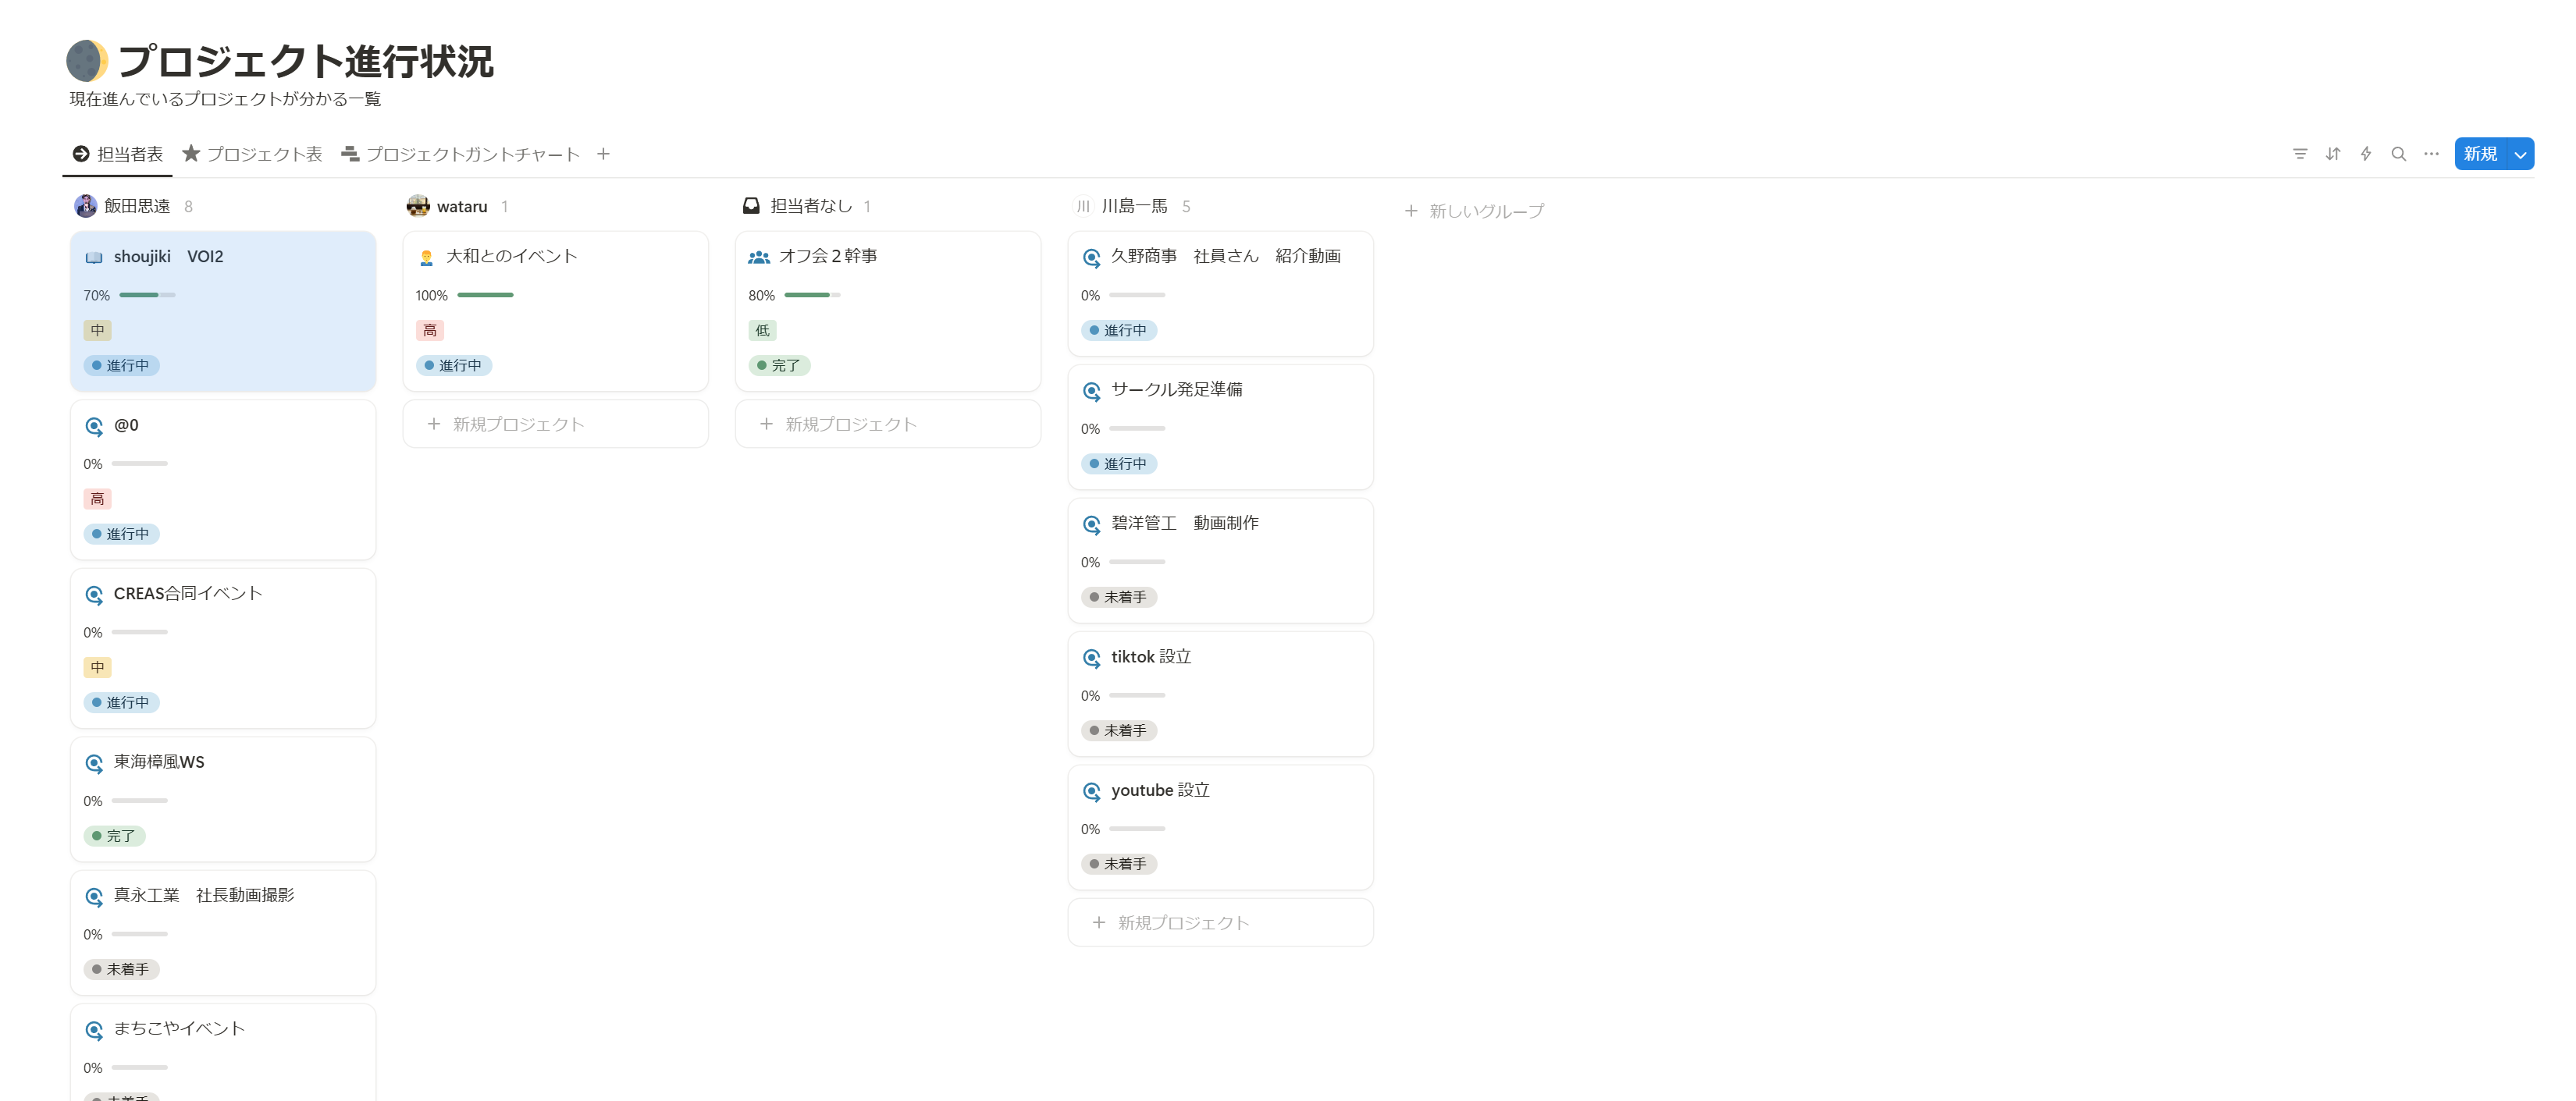 プロジェクト進行状況
現在進んでいるプロジェクトが分かる一覧
担当者表 プロジェクト表 プロジェクトガントチャート
新規
飯田思遠 8
shoujiki　VOI2
70%
中
進行中
@0
0%
高
進行中
CREAS合同イベント
0%
中
進行中
東海樟風WS
0%
完了
真永工業　社長動画撮影
0%
未着手
まちこやイベント
0%
未着手
wataru 1
大和とのイベント
100%
高
進行中
+ 新規プロジェクト
担当者なし 1
オフ会２幹事
80%
低
完了
+ 新規プロジェクト
川 川島一馬 5
久野商事　社員さん　紹介動画
0%
進行中
サークル発足準備
0%
進行中
碧洋管工　動画制作
0%
未着手
tiktok 設立
0%
未着手
youtube 設立
0%
未着手
+ 新規プロジェクト
+ 新しいグループ